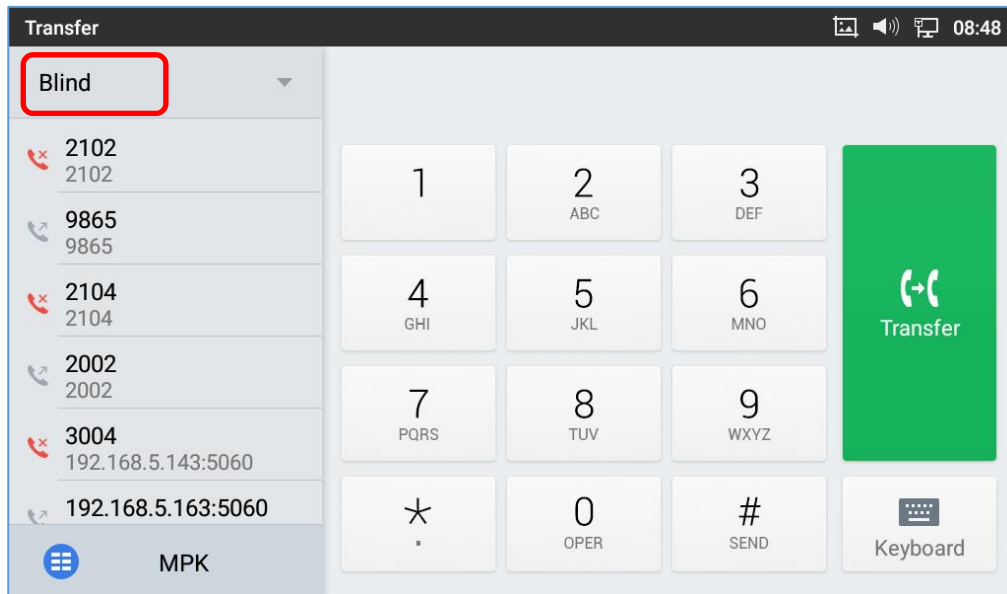 Transfer 08:48
Blind
2102
2102
9865
9865
2104
2104
2002
2002
3004
192.168.5.143:5060
192.168.5.163:5060
MPK
1 2 3
ABC DEF
4 5 6
GHI JKL MNO
Transfer
7 8 9
PQRS TUV WXYZ
* 0 #
. OPER SEND
Keyboard